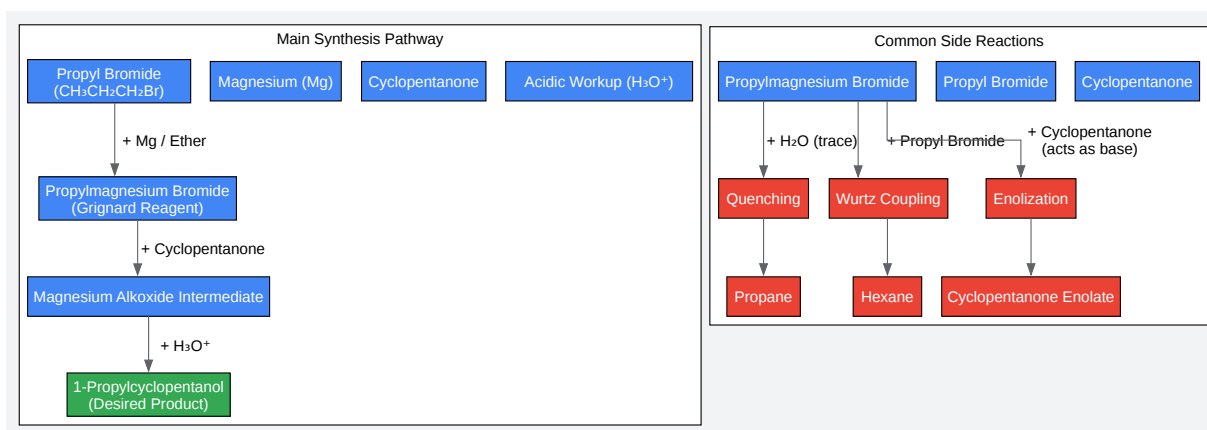 Main Synthesis Pathway
Propyl Bromide
(CH₃CH₂CH₂Br)
Magnesium (Mg)
Cyclopentanone
Acidic Workup (H₃O⁺)
+ Mg / Ether
Propylmagnesium Bromide
(Grignard Reagent)
+ Cyclopentanone
Magnesium Alkoxide Intermediate
+ H₃O⁺
1-Propylcyclopentanol
(Desired Product)
Common Side Reactions
Propylmagnesium Bromide
Propyl Bromide
Cyclopentanone
+ H₂O (trace)
+ Propyl Bromide
+ Cyclopentanone
(acts as base)
Quenching
Wurtz Coupling
Enolization
Propane
Hexane
Cyclopentanone Enolate